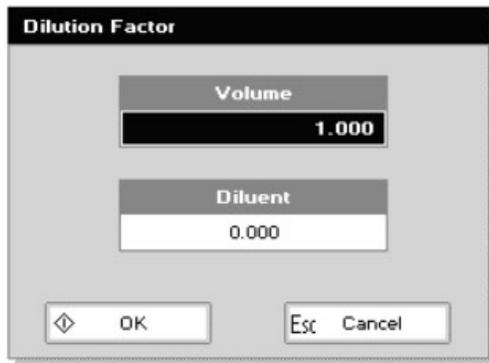 Dilution Factor
Volume
1.000
Diluent
0.000
OK
Esc Cancel